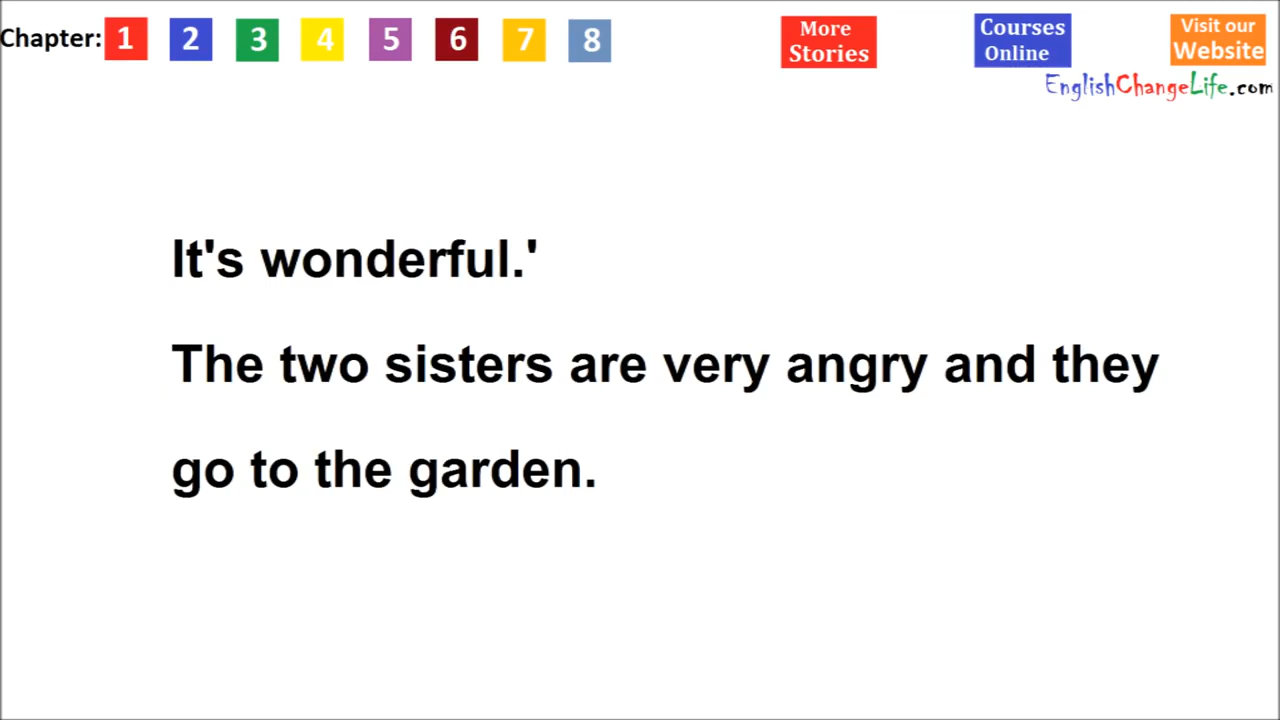 Chapter: 1 2 3 4 5 6 7 8
More
Stories
Courses
Online
Visit our
Website
EnglishChangeLife.com
It's wonderful.'
The two sisters are very angry and they
go to the garden.